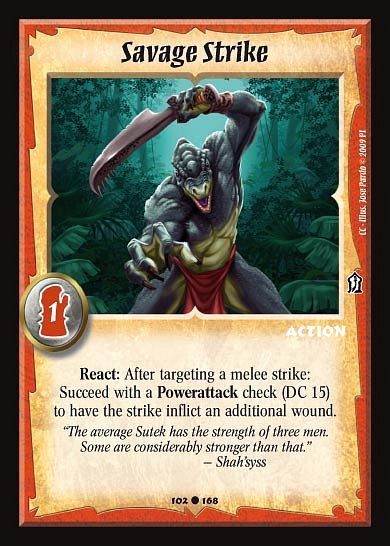 Savage Strike
CC - Illus. Jose Pardo © 2009 P1
1
ACTION
React: After targeting a melee strike:
Succeed with a Powerattack check (DC 15)
to have the strike inflict an additional wound.
“The average Sutek has the strength of three men.
Some are considerably stronger than that.”
– Shah’syss
102 ● 168